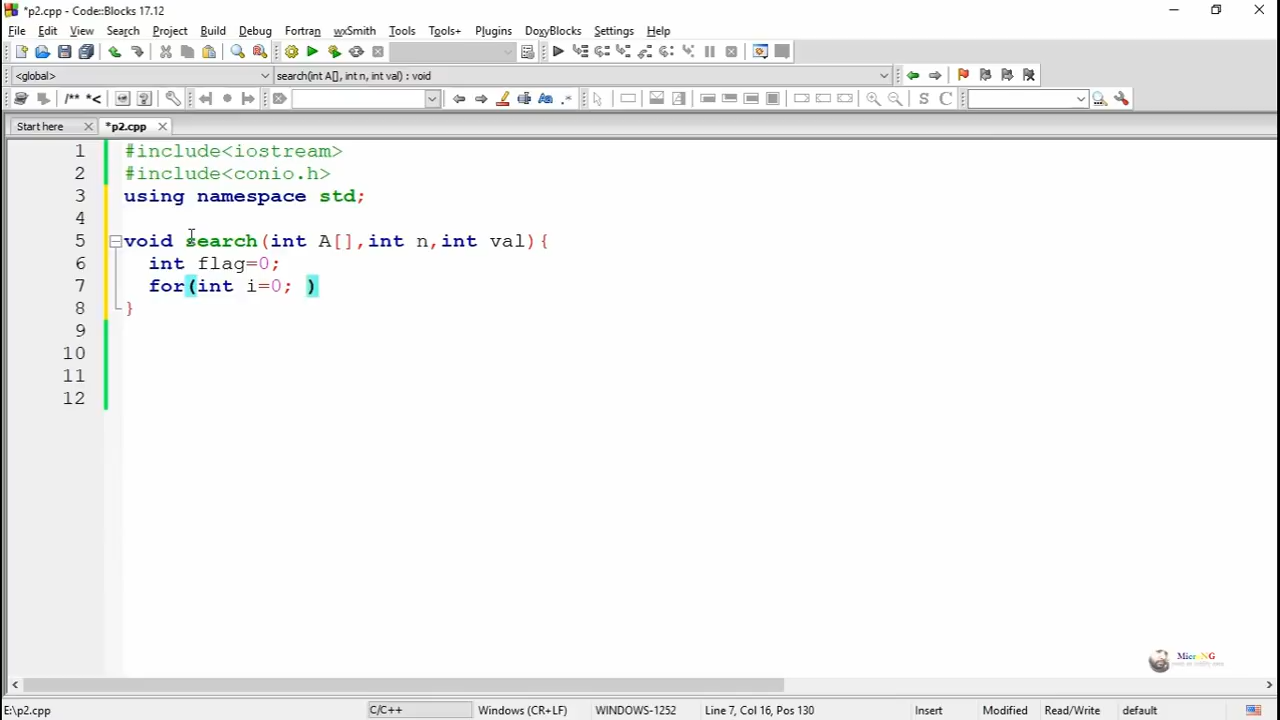 *p2.cpp - Code::Blocks 17.12
File Edit View Search Project Build Debug Fortran wxSmith Tools Tools+ Plugins DoxyBlocks Settings Help
<global> search(int A[], int n, int val) : void
/** *< S C
Start here *p2.cpp
1 #include<iostream>
2 #include<conio.h>
3 using namespace std;
4
5 void search(int A[],int n,int val){
6 int flag=0;
7 for(int i=0; )
8 }
9
10
11
12
MicroNG
E:\p2.cpp C/C++ Windows (CR+LF) WINDOWS-1252 Line 7, Col 16, Pos 130 Insert Modified Read/Write default